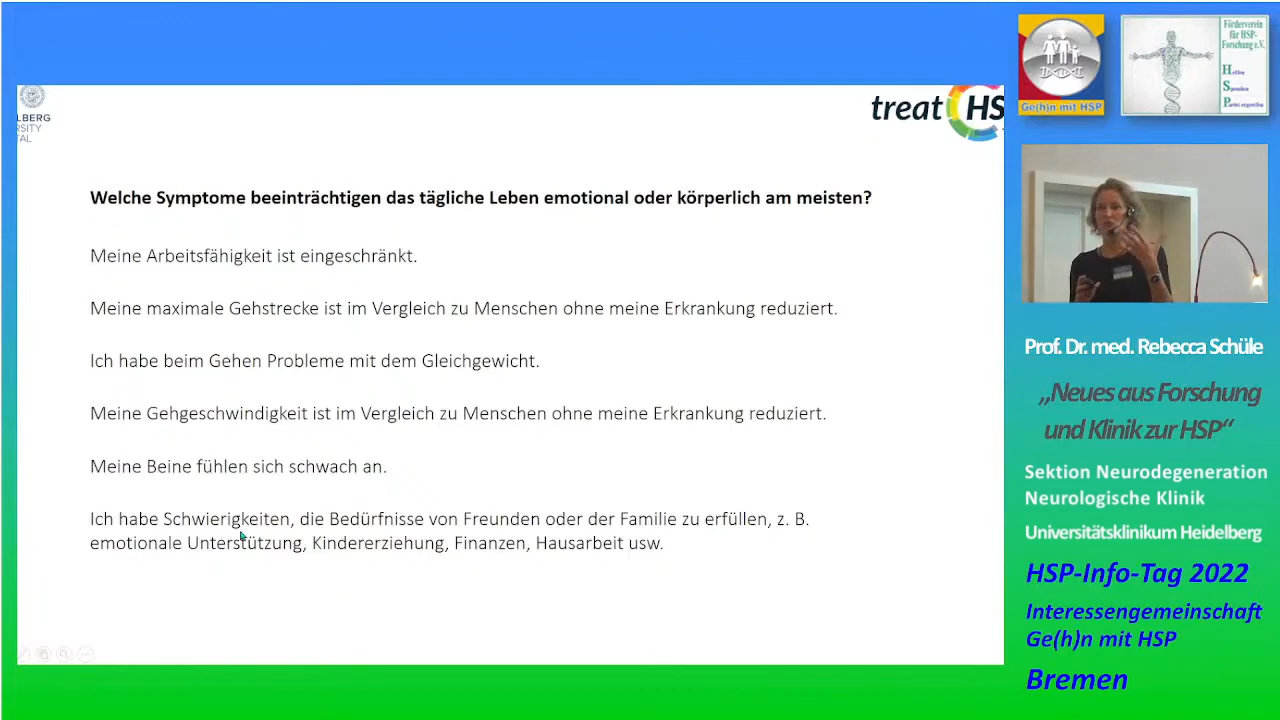 LBERG
RSITY
TAL
treat HS
Welche Symptome beeinträchtigen das tägliche Leben emotional oder körperlich am meisten?
Meine Arbeitsfähigkeit ist eingeschränkt.
Meine maximale Gehstrecke ist im Vergleich zu Menschen ohne meine Erkrankung reduziert.
Ich habe beim Gehen Probleme mit dem Gleichgewicht.
Meine Gehgeschwindigkeit ist im Vergleich zu Menschen ohne meine Erkrankung reduziert.
Meine Beine fühlen sich schwach an.
Ich habe Schwierigkeiten, die Bedürfnisse von Freunden oder der Familie zu erfüllen, z. B.
emotionale Unterstützung, Kindererziehung, Finanzen, Hausarbeit usw.
Ge(h)n mit HSP
Förderverein
für HSP-
Forschung e.V.
Helfen
Spenden
Prof. Dr. med. Rebecca Schüle
„Neues aus Forschung
und Klinik zur HSP“
Sektion Neurodegeneration
Neurologische Klinik
Universitätsklinikum Heidelberg
HSP-Info-Tag 2022
Interessengemeinschaft
Ge(h)n mit HSP
Bremen